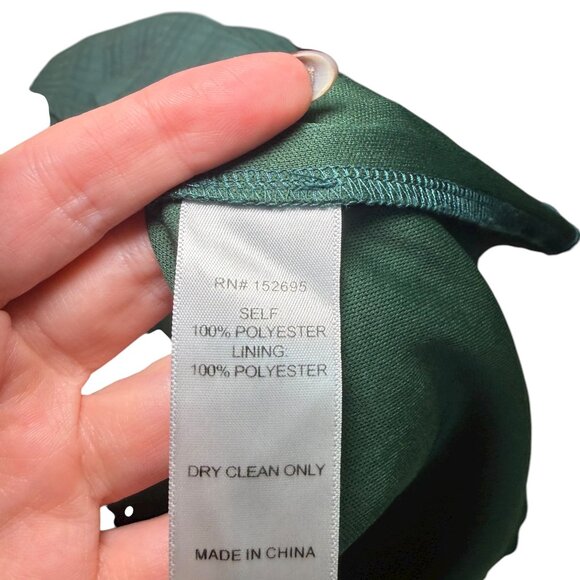 RN# 152695
SELF:
100% POLYESTER
LINING:
100% POLYESTER
DRY CLEAN ONLY
MADE IN CHINA